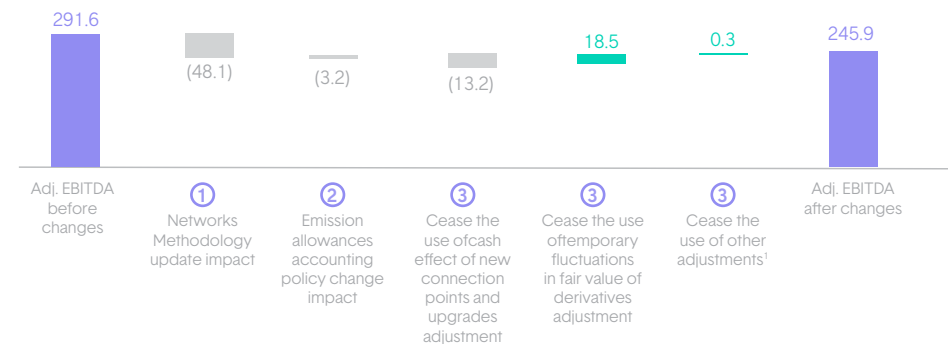 291.6
(48.1)
(3.2)
(13.2)
18.5
0.3
245.9
Adj. EBITDA
before
changes
1
Networks
Methodology
update impact
2
Emission
allowances
accounting
policy change
impact
3
Cease the
use ofcash
effect of new
connection
points and
upgrades
adjustment
3
Cease the use
oftemporary
fluctuations
in fair value of
derivatives
adjustment
3
Cease the
use of other
adjustments¹
Adj. EBITDA
after changes